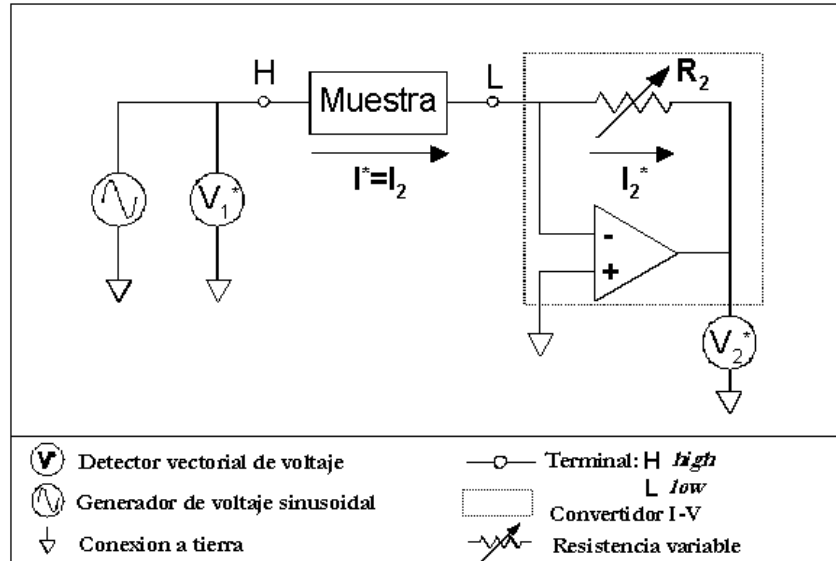 H
L
R2
Muestra
I*=I2
I2*
V1*
-
+
V2*
V* Detector vectorial de voltaje
Generador de voltaje sinusoidal
Conexion a tierra
Terminal: H high
L low
Convertidor I-V
Resistencia variable